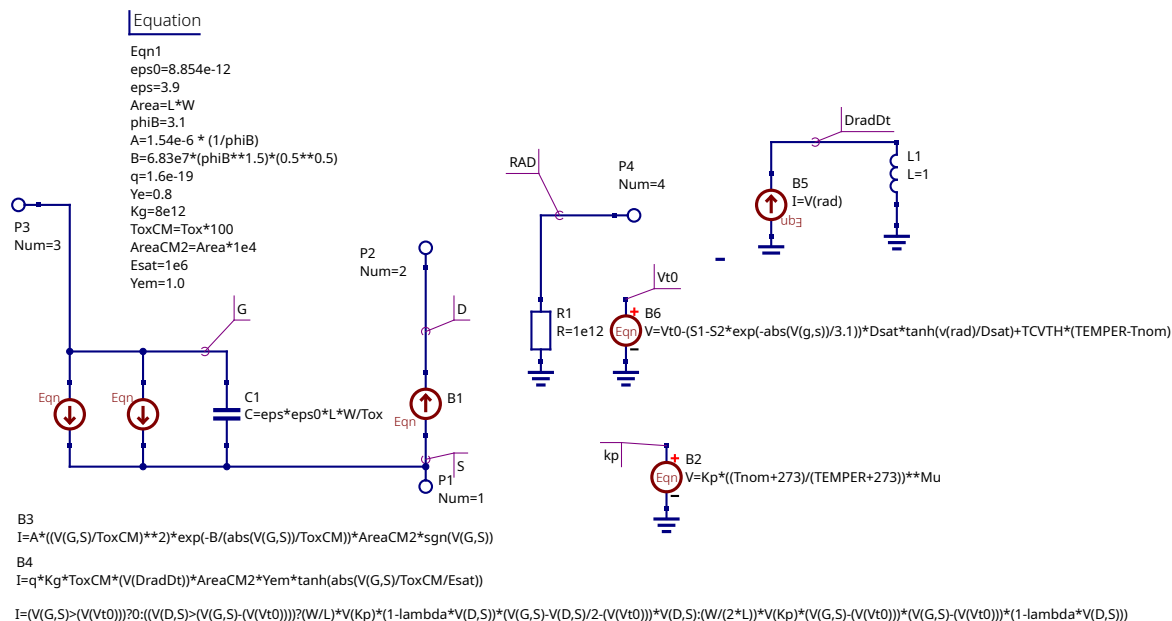 Equation
Eqn1
eps0=8.854e-12
eps=3.9
Area=L*W
phiB=3.1
A=1.54e-6 * (1/phiB)
B=6.83e7*(phiB**1.5)*(0.5**0.5)
q=1.6e-19
Ye=0.8
Kg=8e12
ToxCM=Tox*100
AreaCM2=Area*1e4
Esat=1e6
Yem=1.0
P3
Num=3
G
Eqn
Eqn
C1
C=eps*eps0*L*W/Tox
P2
Num=2
D
B1
Eqn
S
P1
Num=1
RAD
P4
Num=4
R1
R=1e12
DradDt
B5
I=V(rad)
Eqn
L1
L=1
Vt0
B6
Eqn
V=Vt0-(S1-S2*exp(-abs(V(g,s))/3.1))*Dsat*tanh(v(rad)/Dsat)+TCVTH*(TEMPER-Tnom)
kp
B2
Eqn
V=Kp*((Tnom+273)/(TEMPER+273))**Mu
B3
I=A*((V(G,S)/ToxCM)**2)*exp(-B/(abs(V(G,S))/ToxCM))*AreaCM2*sgn(V(G,S))
B4
I=q*Kg*ToxCM*(V(DradDt))*AreaCM2*Yem*tanh(abs(V(G,S)/ToxCM/Esat))
I=(V(G,S)>(V(Vt0)))?0:((V(D,S)>(V(G,S)-(V(Vt0))))?(W/L)*V(Kp)*(1-lambda*V(D,S))*(V(G,S)-V(D,S)/2-(V(Vt0)))*V(D,S):(W/(2*L))*V(Kp)*(V(G,S)-(V(Vt0)))*(V(G,S)-(V(Vt0)))*(1-lambda*V(D,S)))